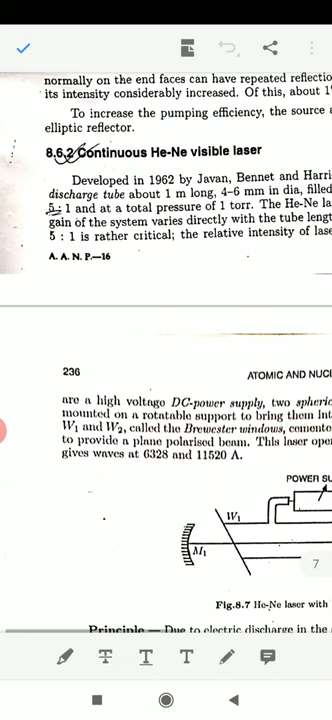 normally on the end faces can have repeated reflectio
its intensity considerably increased. Of this, about 1
To increase the pumping efficiency, the source
elliptic reflector.
8.6.2 Continuous He-Ne visible laser
Developed in 1962 by Javan, Bennet and Harri
discharge tube about 1 m long, 4-6 mm in dia, filled
5 : 1 and at a total pressure of 1 torr. The He-Ne la
gain of the system varies directly with the tube lengt
5 : 1 is rather critical; the relative intensity of lase
A. A. N. P.—16
236
ATOMIC AND NUCL
are a high voltage DC-power supply, two spheric
mounted on a rotatable support to bring them int
W1 and W2, called the Brewester windows, cemente
to provide a plane polarised beam. This laser oper
gives waves at 6328 and 11520 A.
POWER SU
W1
M1
7
Fig.8.7 He-Ne laser with
Principle — Due to electric discharge in the
T T T